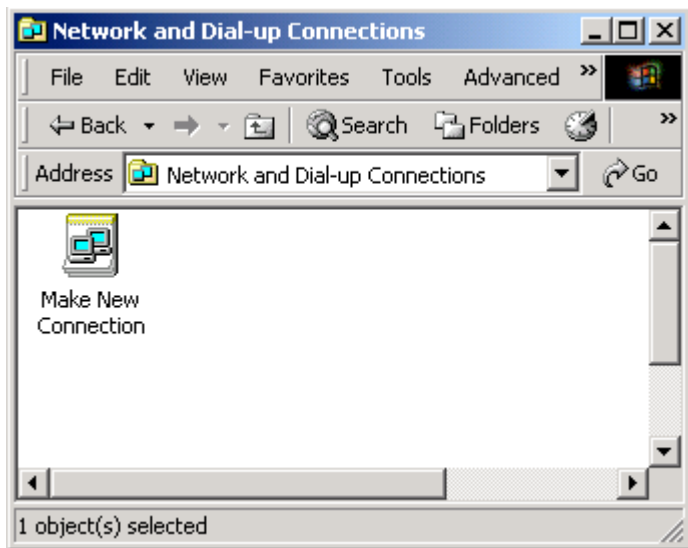 Network and Dial-up Connections
File Edit View Favorites Tools Advanced »
Back Search Folders »
Address Network and Dial-up Connections Go
Make New
Connection
1 object(s) selected